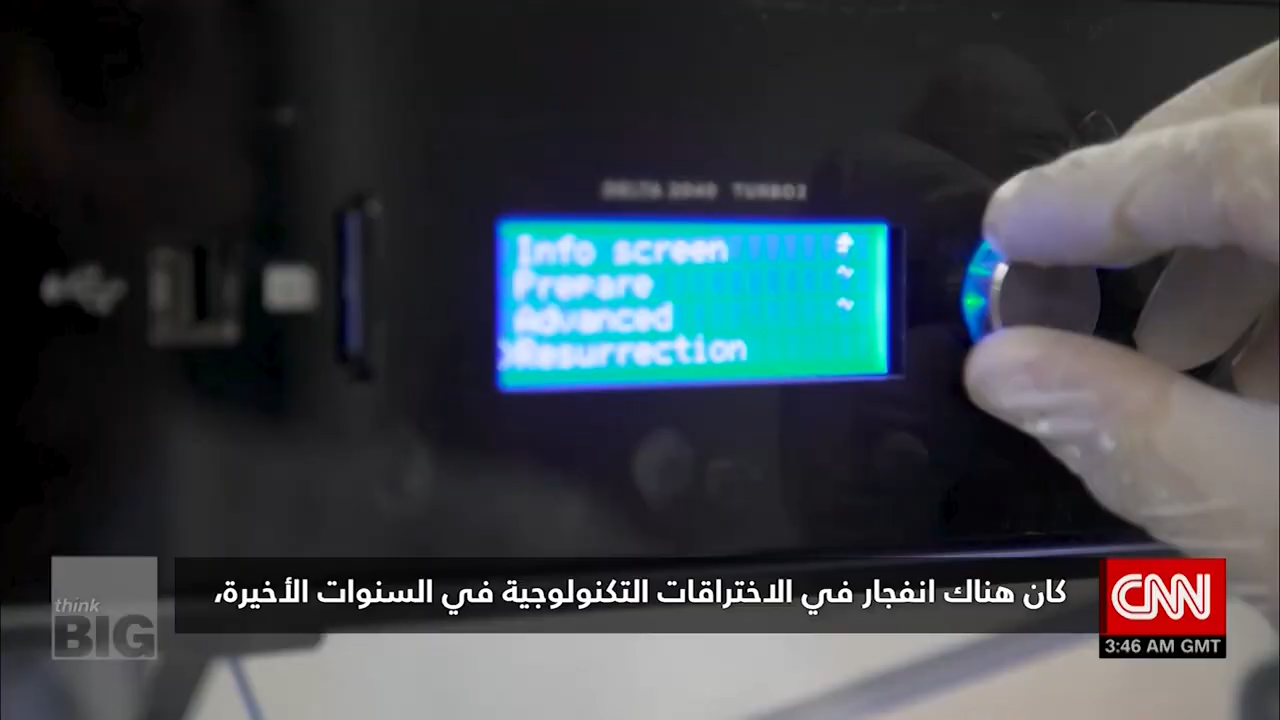 DELTA 2040 TURBO2
Info screen
Prepare
Advanced
Resurrection
كان هناك انفجار في الاختراقات التكنولوجية في السنوات الأخيرة،
think
BIG
CNN
3:46 AM GMT